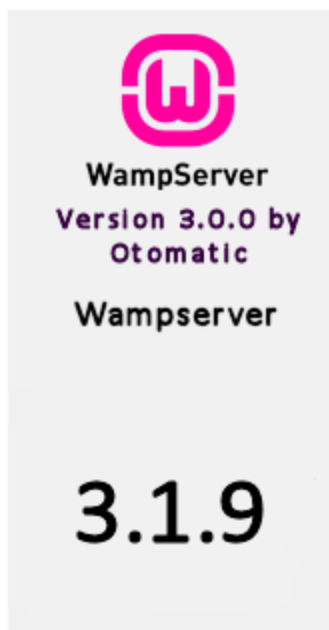 WampServer
Version 3.0.0 by
Otomatic
Wampserver
3.1.9